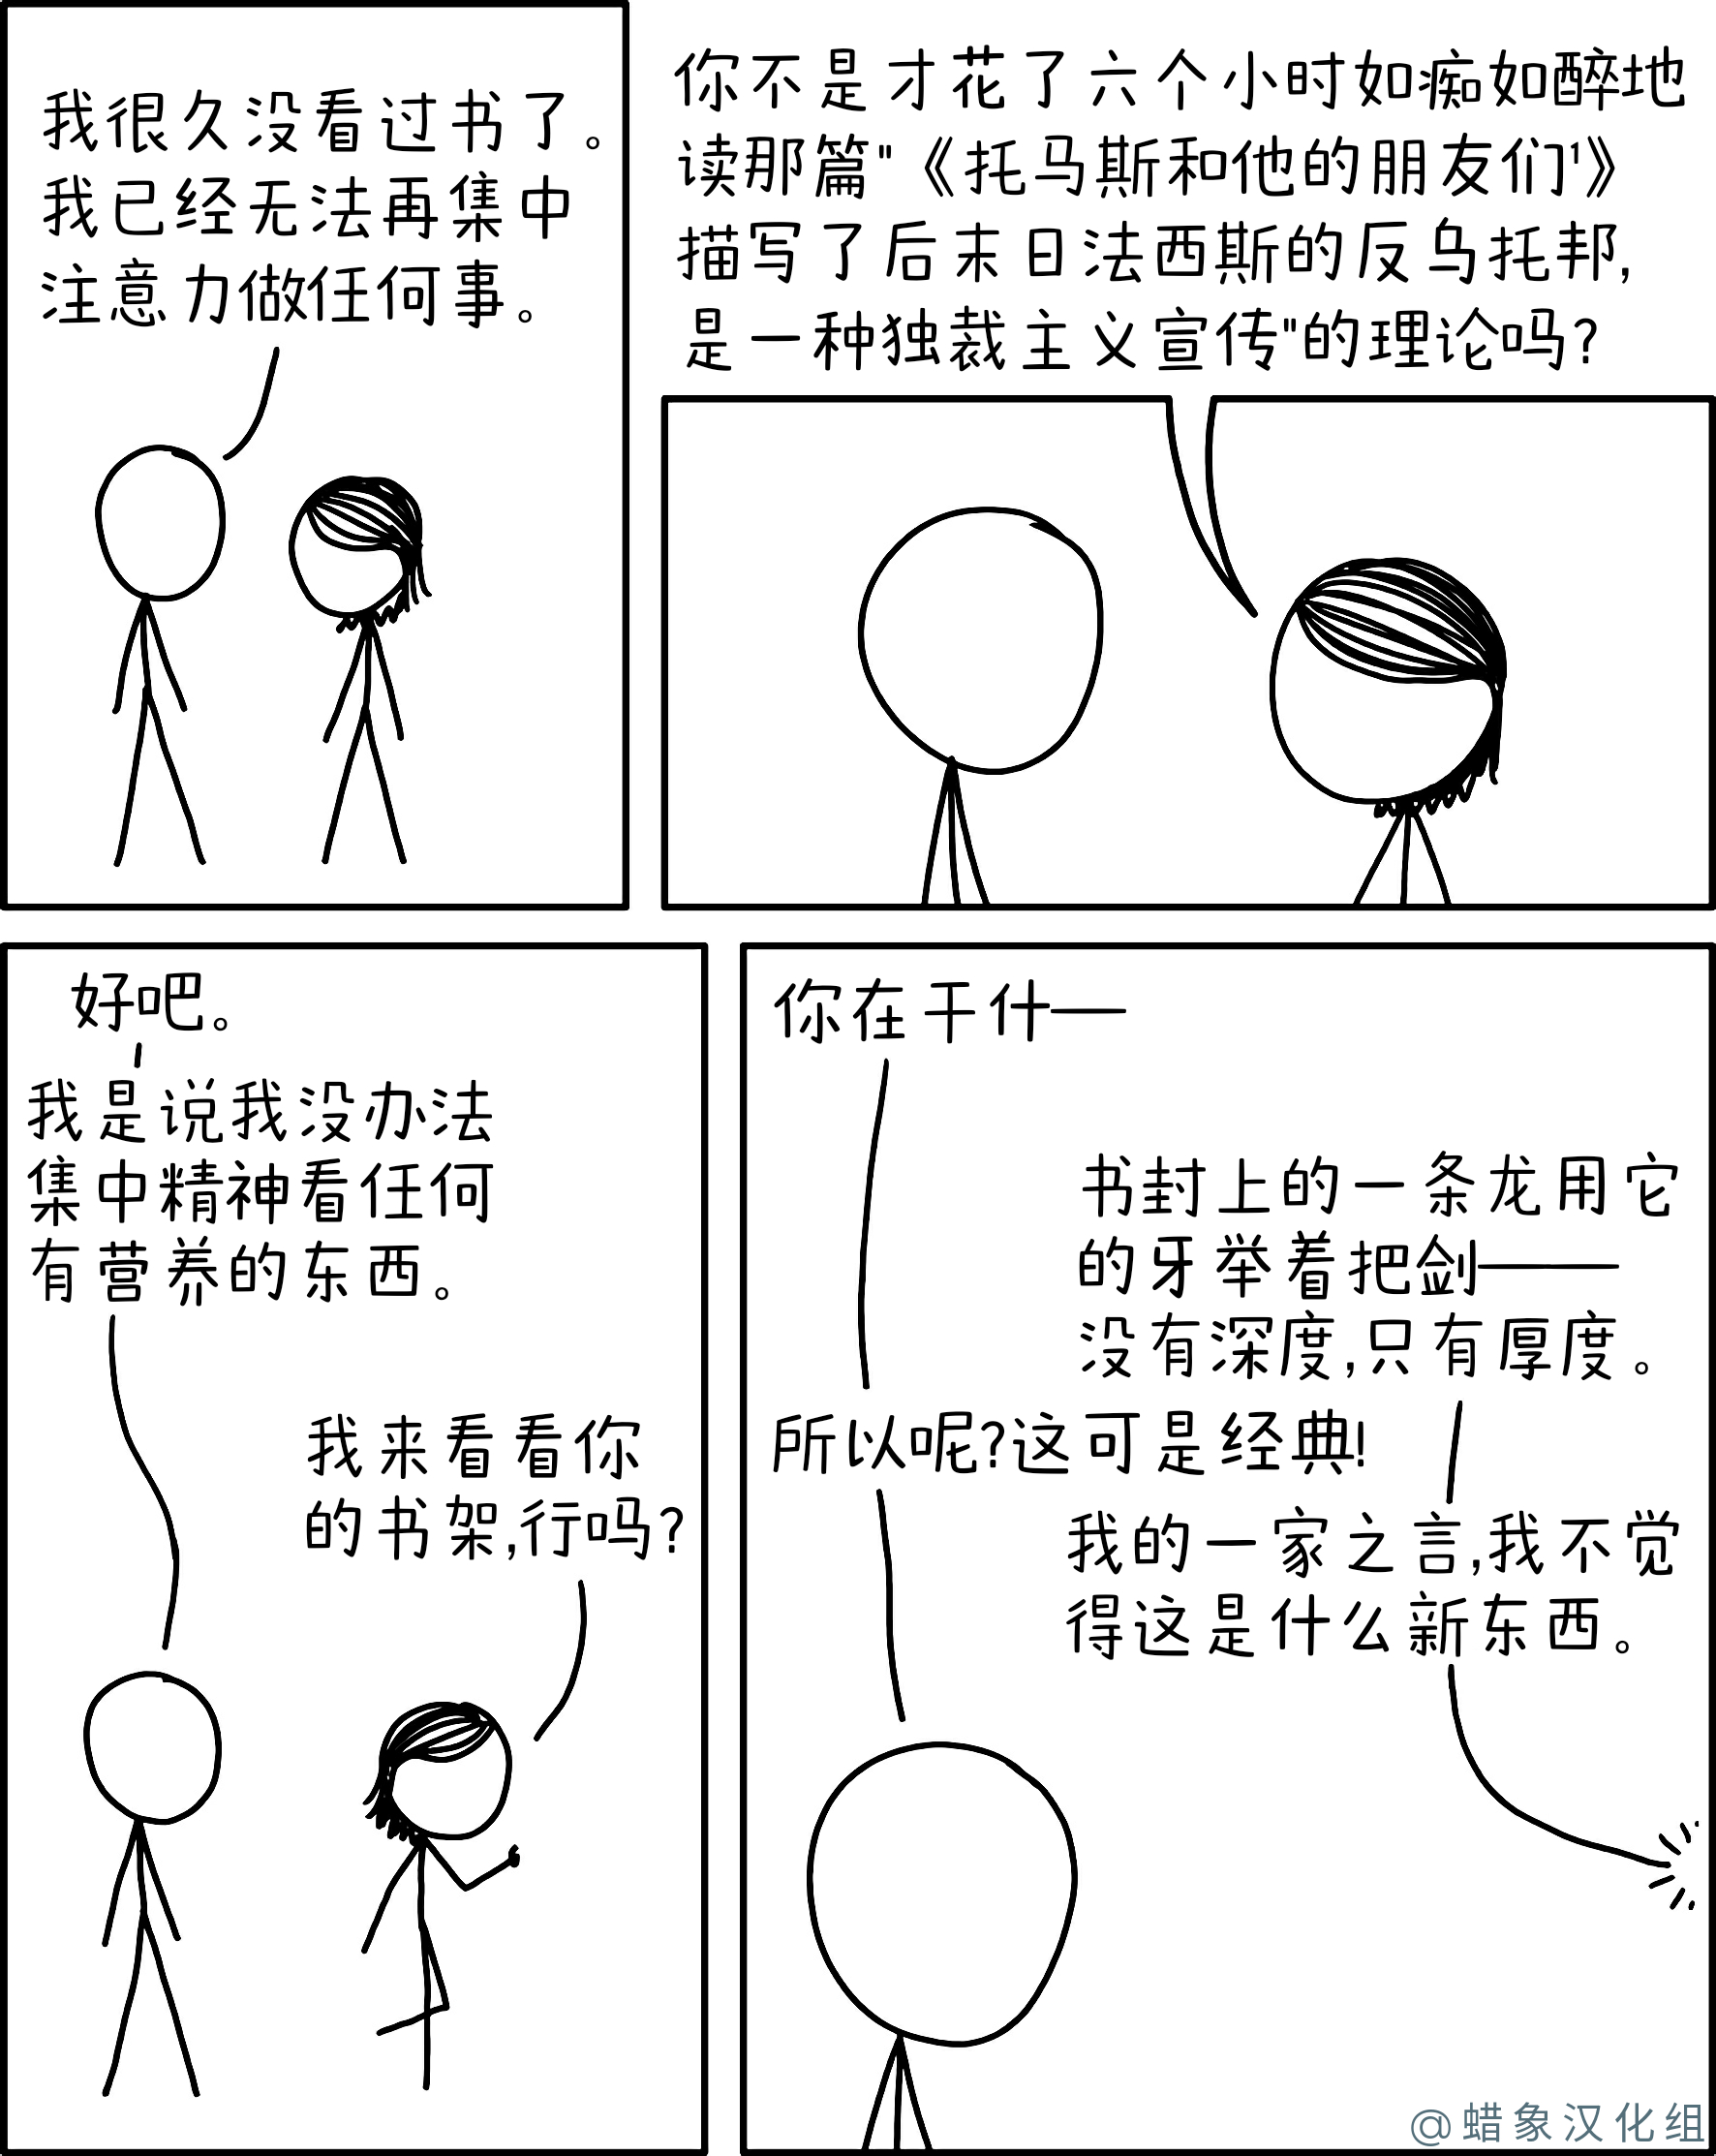 我很久没看过书了。
我已经无法再集中
注意力做任何事。
你不是才花了六个小时如痴如醉地
读那篇"《托马斯和他的朋友们¹》
描写了后末日法西斯的反乌托邦,
是一种独裁主义宣传"的理论吗?
好吧。
我是说我没办法
集中精神看任何
有营养的东西。
我来看看你
的书架,行吗?
你在干什——
书封上的一条龙用它
的牙举着把剑——
没有深度,只有厚度。
所以呢?这可是经典!
我的一家之言,我不觉
得这是什么新东西。
@蜡象汉化组